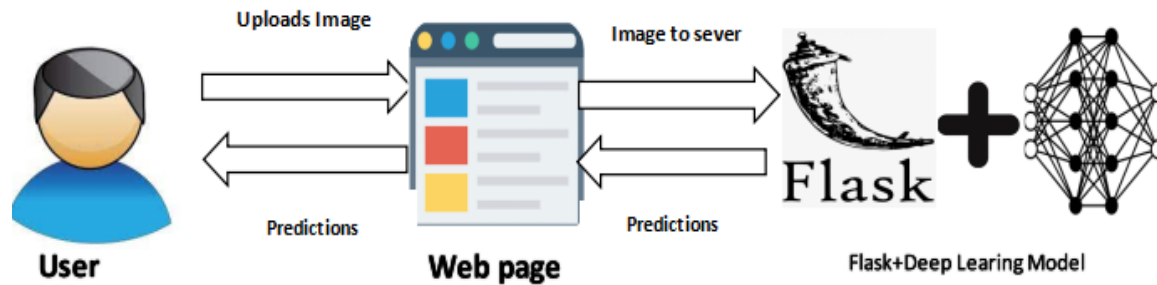 Uploads Image
Image to sever
Flask
Predictions
Predictions
User
Web page
Flask+Deep Learing Model